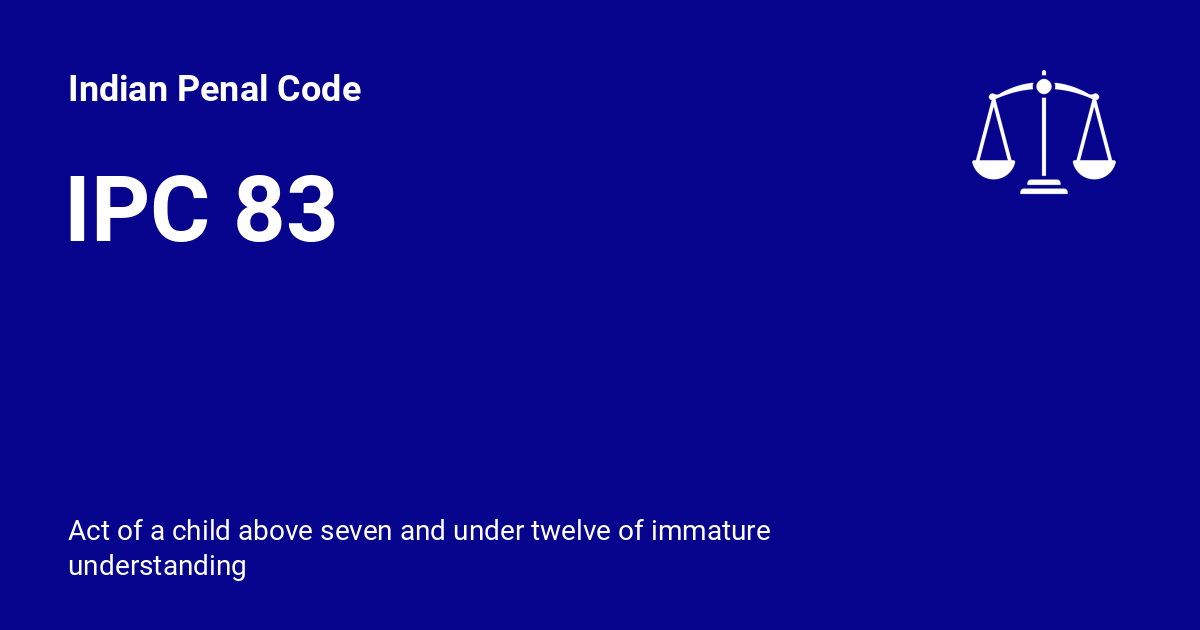 Indian Penal Code
IPC 83
Act of a child above seven and under twelve of immature
understanding